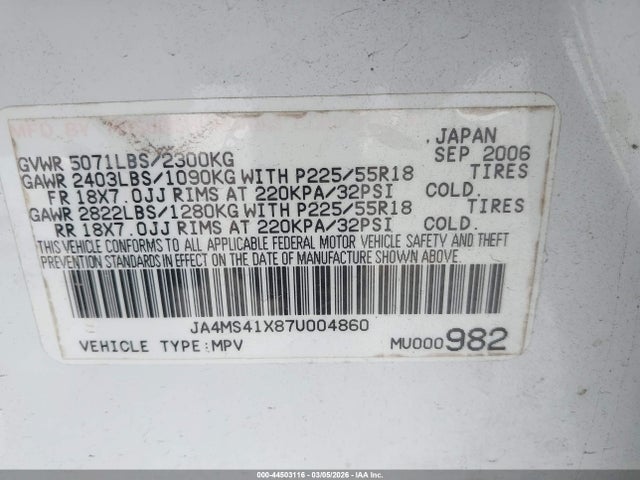 MFD. BY JAPAN
GVWR 5071LBS/2300KG SEP 2006
GAWR 2403LBS/1090KG WITH P225/55R18 TIRES
FR 18X7.0JJ RIMS AT 220KPA/32PSI COLD.
GAWR 2822LBS/1280KG WITH P225/55R18 TIRES
RR 18X7.0JJ RIMS AT 220KPA/32PSI COLD.
THIS VEHICLE CONFORMS TO ALL APPLICABLE FEDERAL MOTOR VEHICLE SAFETY AND THEFT
PREVENTION STANDARDS IN EFFECT ON THE DATE OF MANUFACTURE SHOWN ABOVE.
JA4MS41X87U004860
VEHICLE TYPE:MPV MU000982
000-44503116 | 03/05/2026 - IAA Inc.